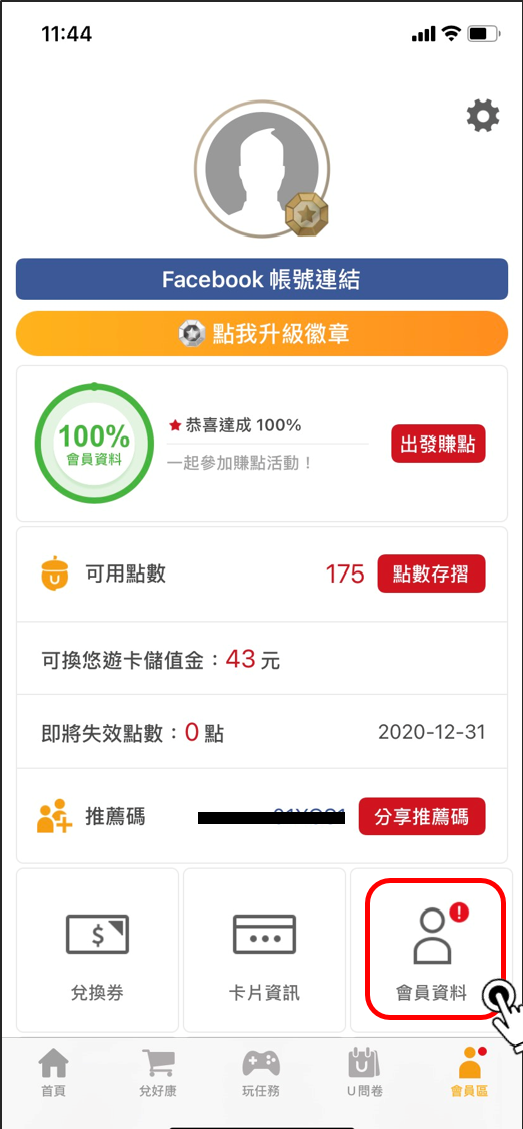 11:44
Facebook 帳號連結
點我升級徽章
100%
會員資料
恭喜達成 100%
一起參加賺點活動！
出發賺點
可用點數
175
點數存摺
可換悠遊卡儲值金：43 元
即將失效點數：0 點
2020-12-31
推薦碼
分享推薦碼
兌換券
卡片資訊
會員資料
首頁
兌好康
玩任務
U問卷
會員區